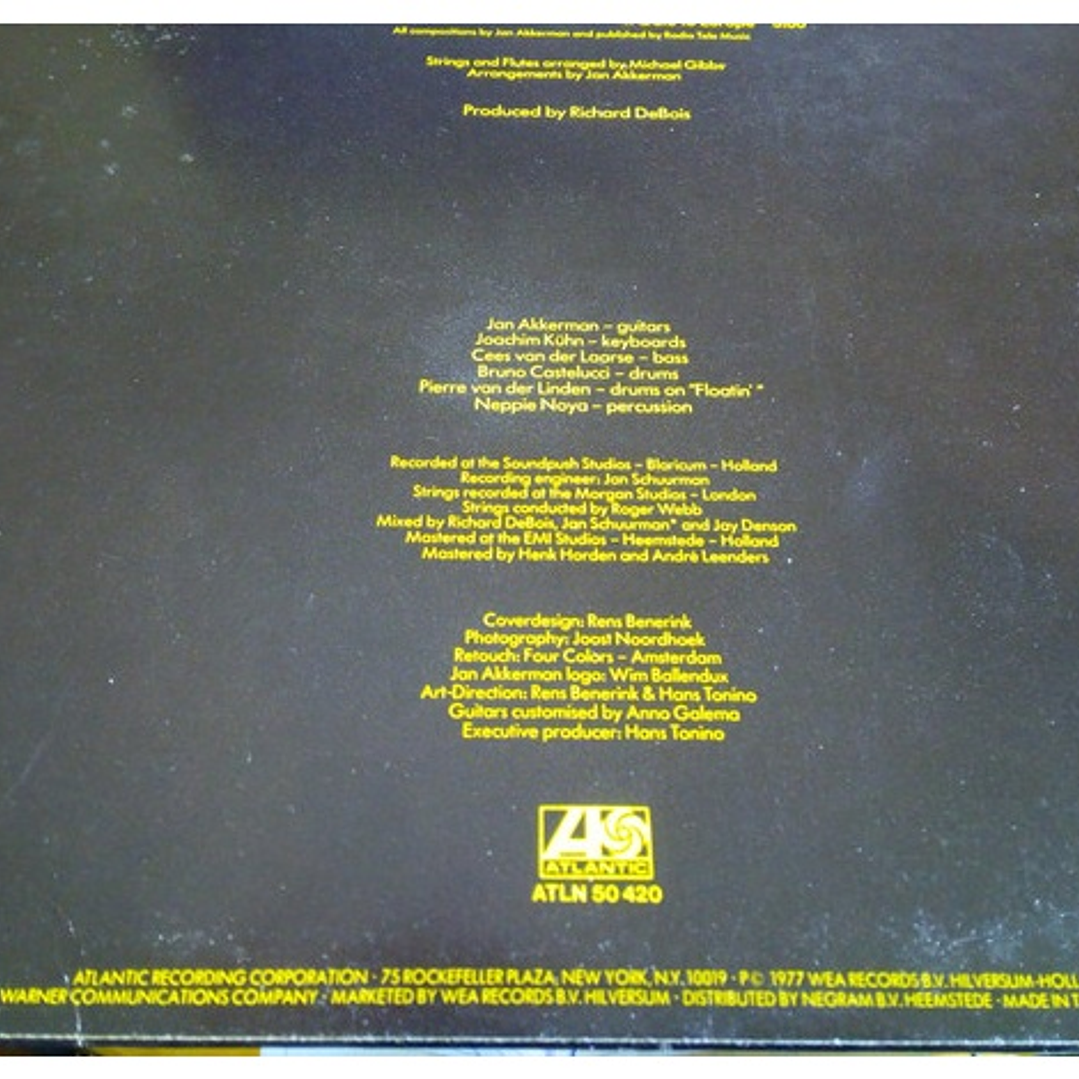 All compositions by Jan Akkerman and published by Radio Tele Music
Strings and Flutes arranged by Michael Gibbs
Arrangements by Jan Akkerman
Produced by Richard DeBois
Jan Akkerman – guitars
Joachim Kühn – keyboards
Cees van der Laarse – bass
Bruno Castelucci – drums
Pierre van der Linden – drums on "Floatin' "
Neppie Noya – percussion
Recorded at the Soundpush Studios – Blaricum – Holland
Recording engineer: Jan Schuurman
Strings recorded at the Morgan Studios – London
Strings conducted by Roger Webb
Mixed by Richard DeBois, Jan Schuurman* and Jay Denson
Mastered at the EMI Studios – Heemstede – Holland
Mastered by Henk Horden and André Leenders
Coverdesign: Rens Benerink
Photography: Joost Noordhoek
Retouch: Four Colors – Amsterdam
Jan Akkerman logo: Wim Ballendux
Art-Direction: Rens Benerink & Hans Tonino
Guitars customised by Anno Galema
Executive producer: Hans Tonino
ATLANTIC
ATLN 50 420
ATLANTIC RECORDING CORPORATION · 75 ROCKEFELLER PLAZA, NEW YORK, N.Y. 10019 · P © 1977 WEA RECORDS B.V. HILVERSUM-HOLL
WARNER COMMUNICATIONS COMPANY · MARKETED BY WEA RECORDS B.V. HILVERSUM · DISTRIBUTED BY NEGRAM B.V. HEEMSTEDE · MADE IN T